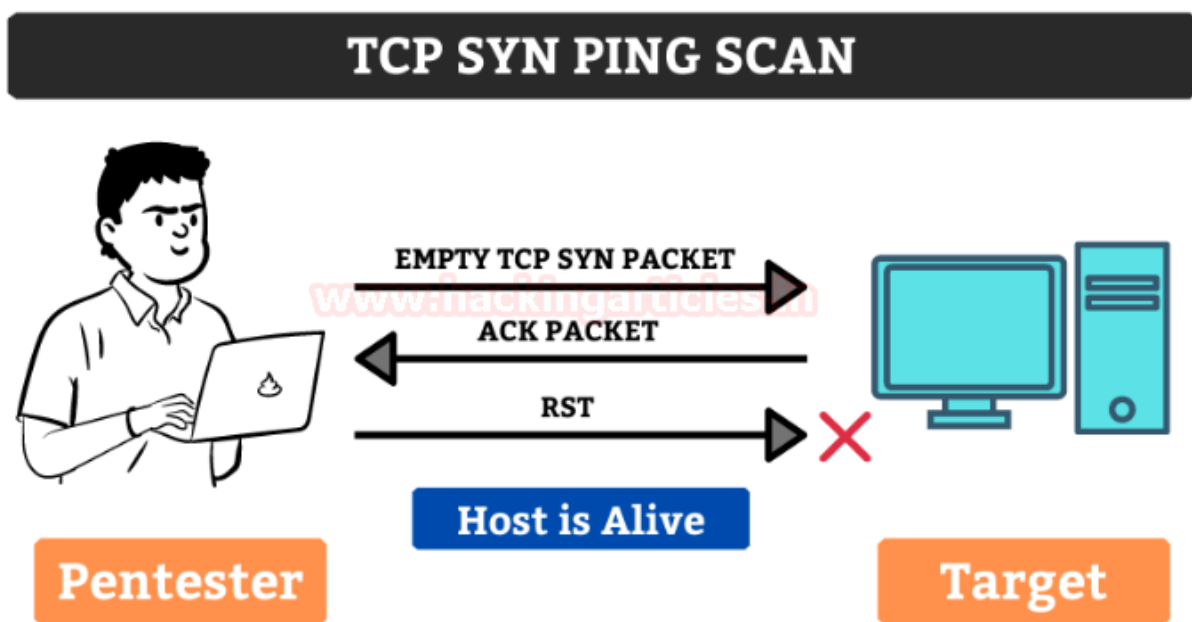 TCP SYN PING SCAN
EMPTY TCP SYN PACKET
www.hackingarticles.in
ACK PACKET
RST
Host is Alive
Pentester
Target